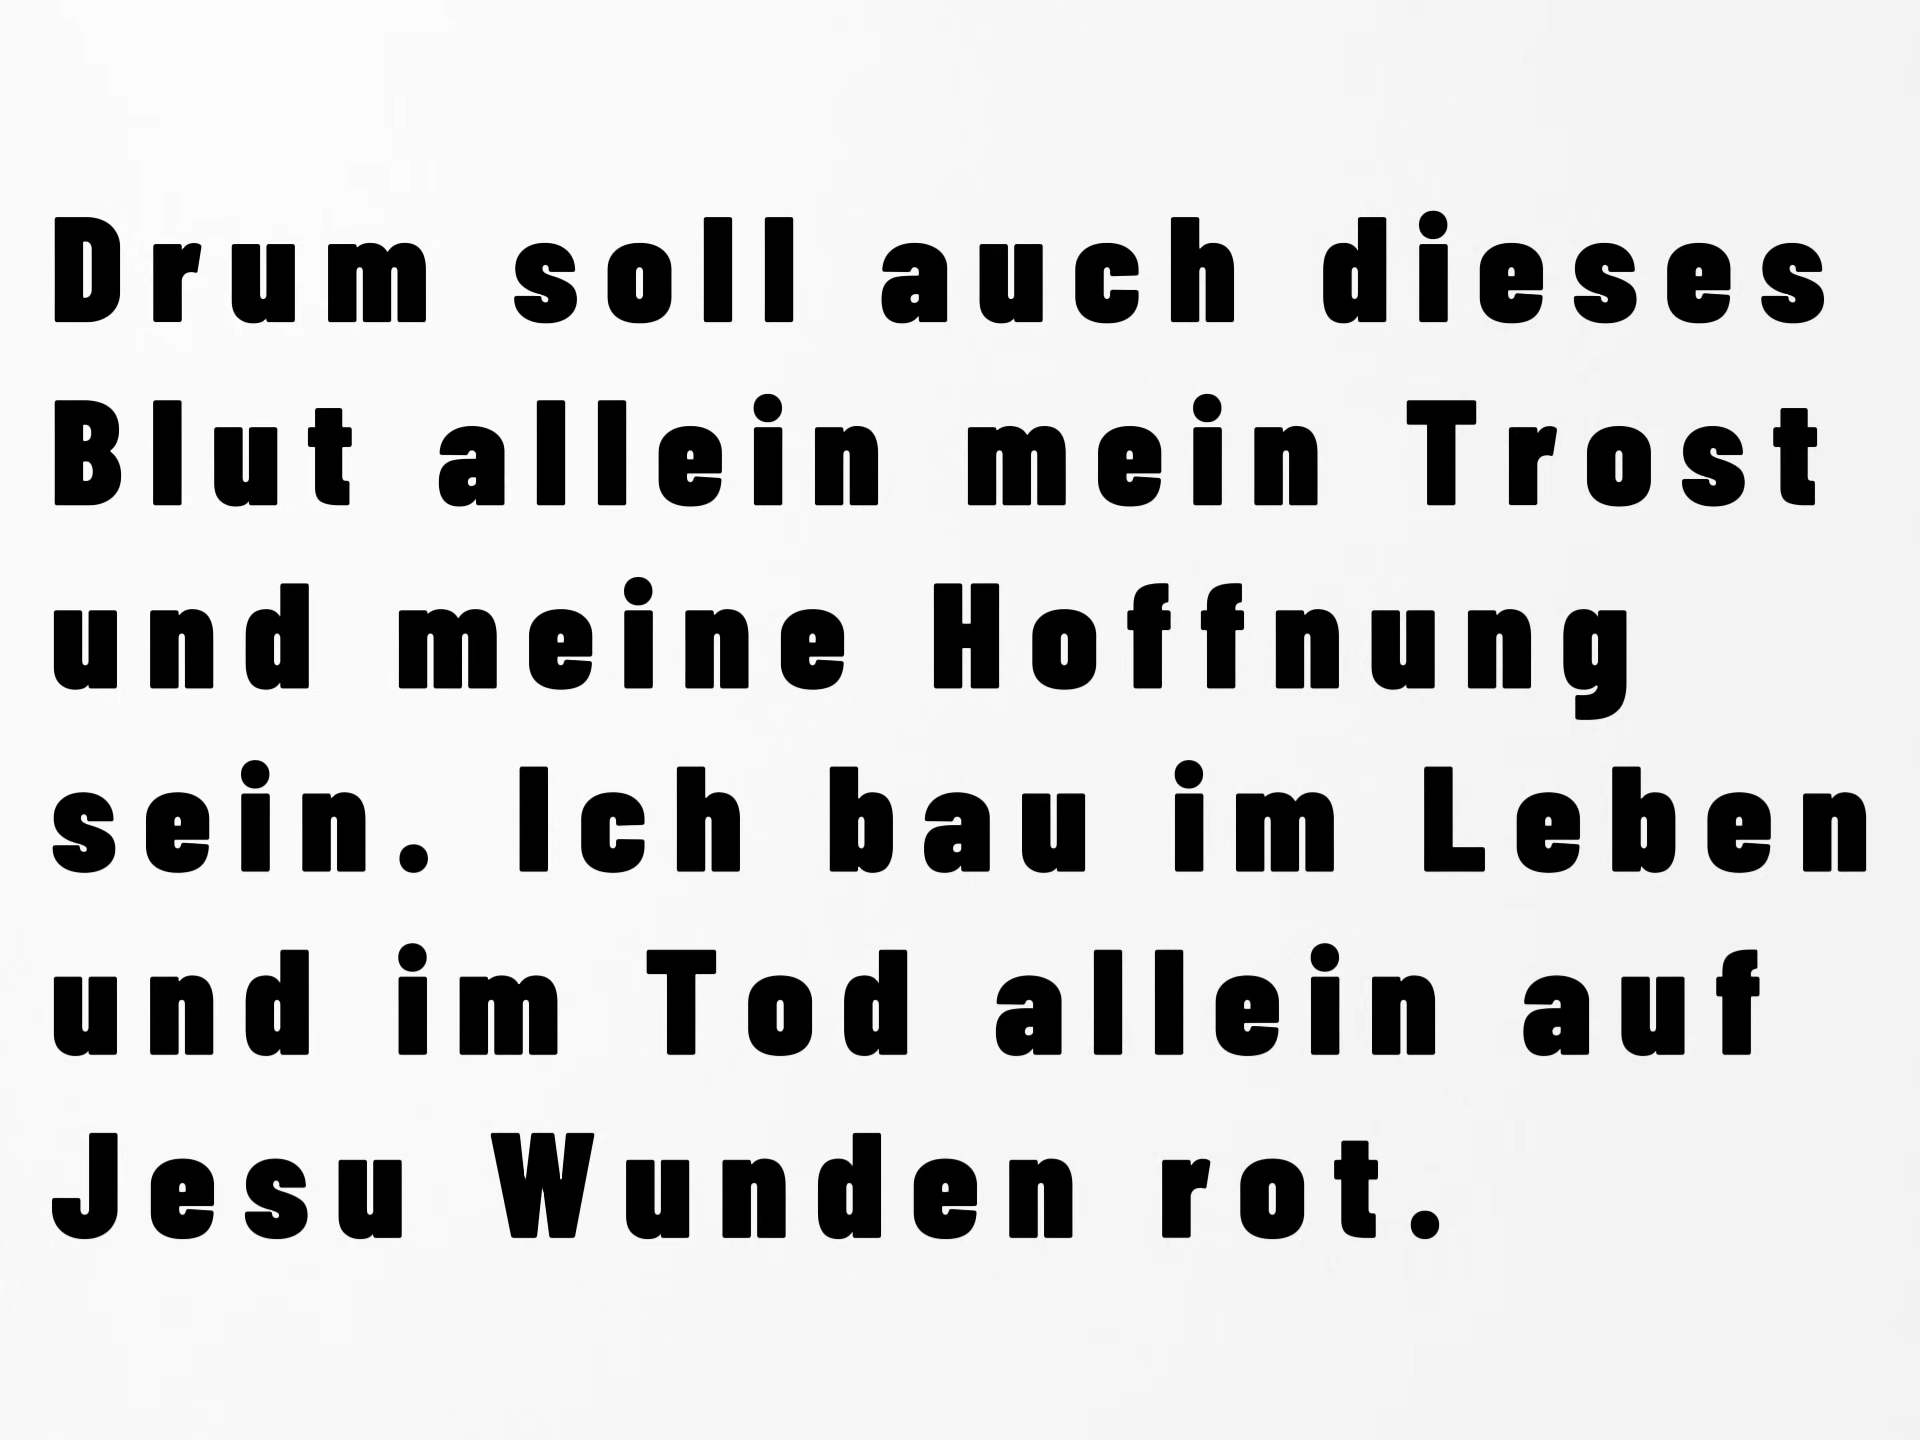 Drum soll auch dieses
Blut allein mein Trost
und meine Hoffnung
sein. Ich bau im Leben
und im Tod allein auf
Jesu Wunden rot.